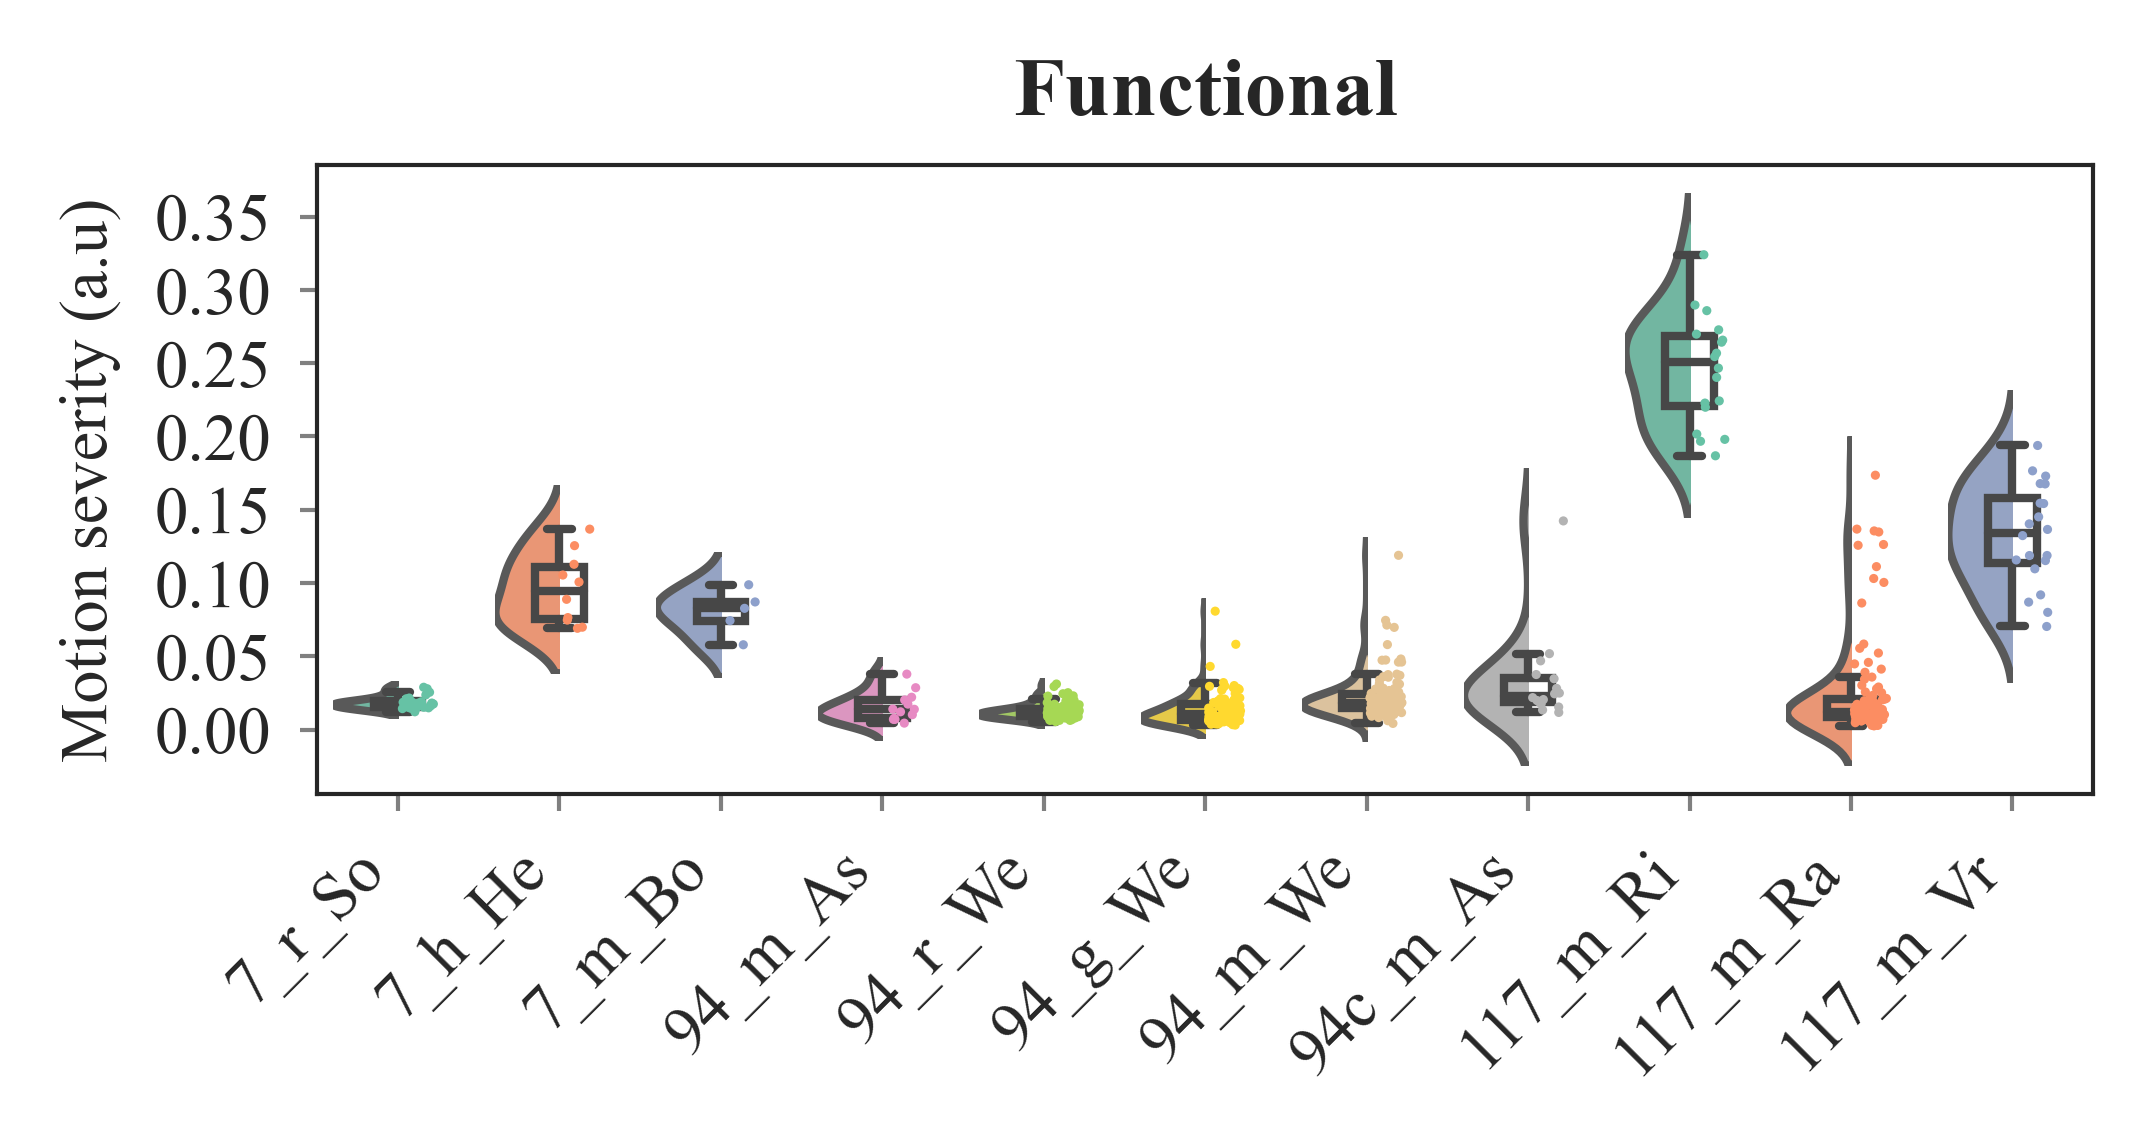 Functional
Motion severity (a.u)
0.35
0.30
0.25
0.20
0.15
0.10
0.05
0.00
7_r_So
7_h_He
7_m_Bo
94_m_As
94_r_We
94_g_We
94_m_We
94c_m_As
117_m_Ri
117_m_Ra
117_m_Vr